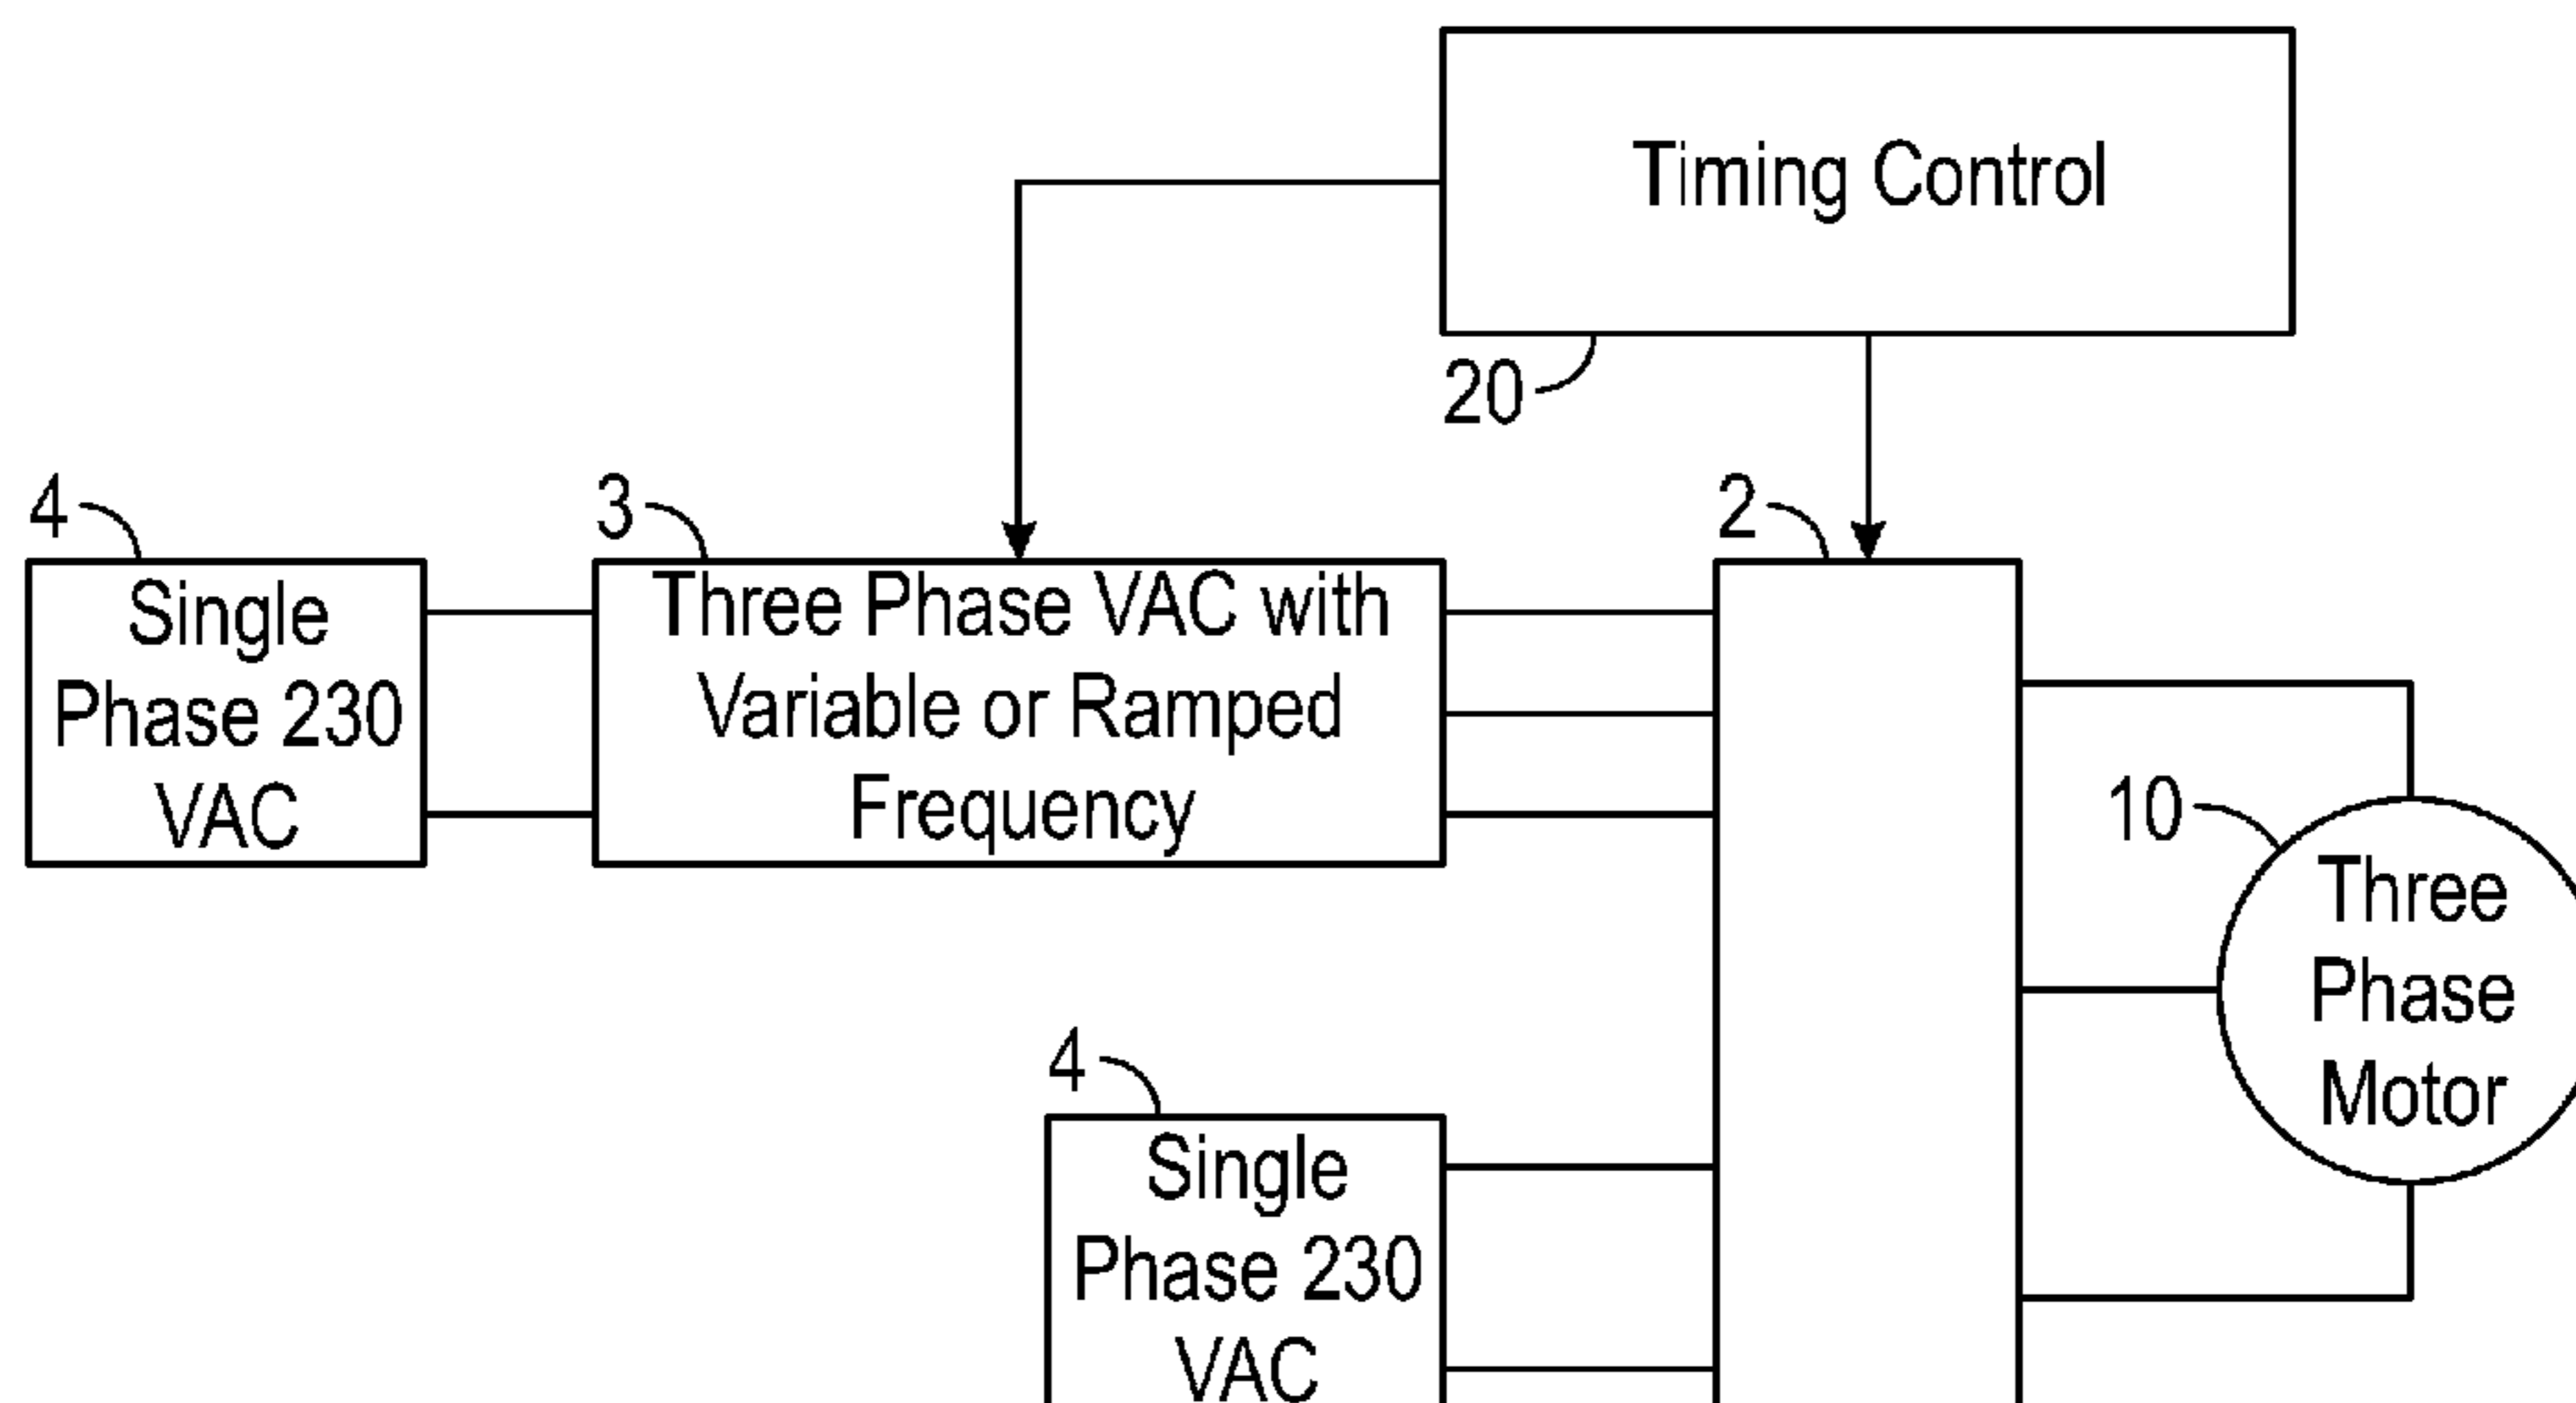 Timing Control
20
4
3
2
Single
Phase 230
VAC
Three Phase VAC with
Variable or Ramped
Frequency
10
Three
Phase
Motor
4
Single
Phase 230
VAC